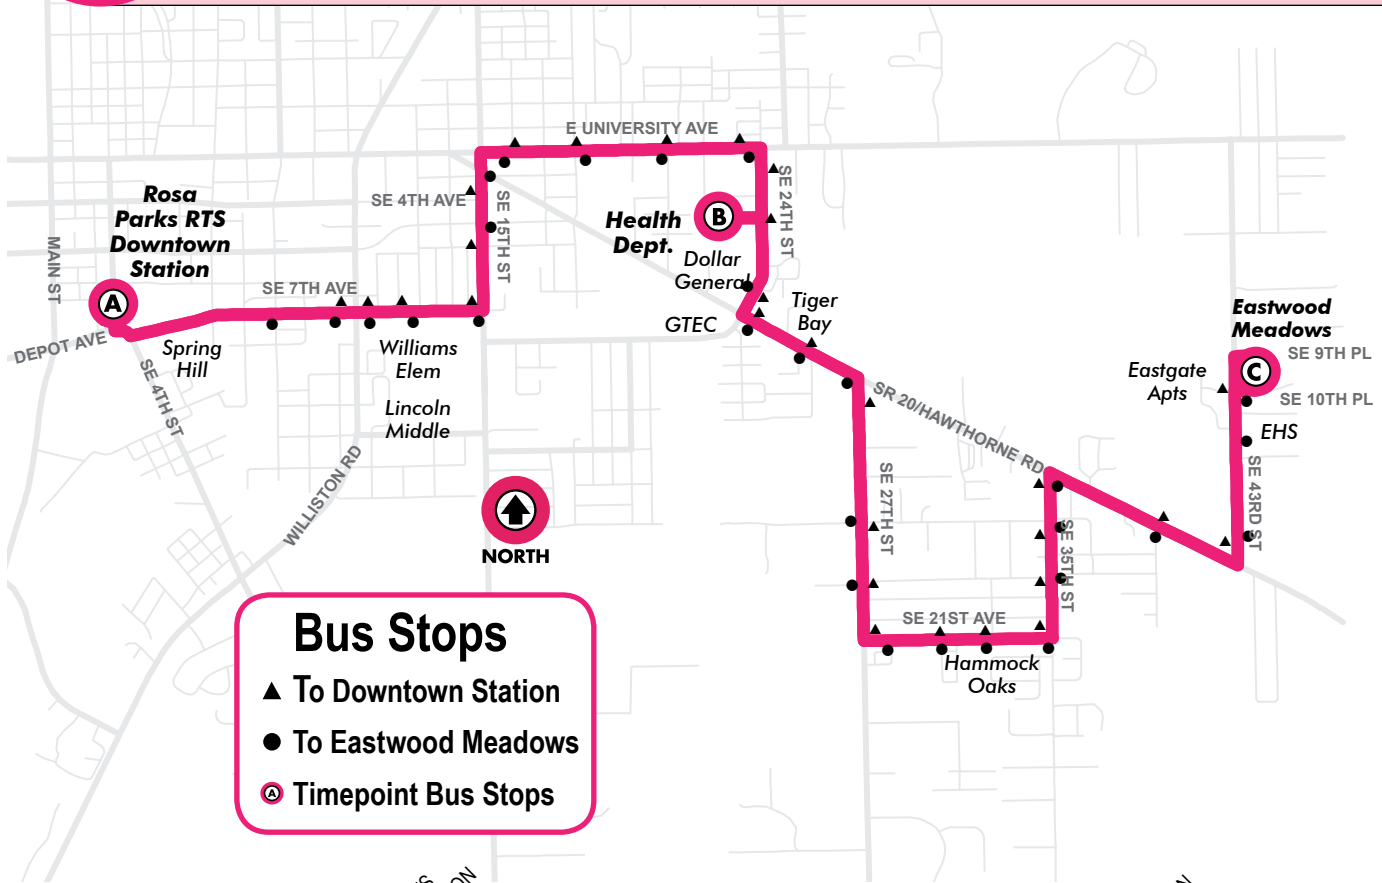 E UNIVERSITY AVE
Rosa
Parks RTS
Downtown
Station
SE 4TH AVE
SE 15TH ST
SE 24TH ST
Health
Dept.
B
Dollar
General
MAIN ST
A
SE 7TH AVE
DEPOT AVE
Spring
Hill
SE 4TH ST
Williams
Elem
Lincoln
Middle
WILLISTON RD
GTEC
Tiger
Bay
Eastwood
Meadows
SE 9TH PL
C
SE 10TH PL
Eastgate
Apts
EHS
SR 20/HAWTHORNE RD
SE 27TH ST
SE 35TH ST
SE 43RD ST
SE 21ST AVE
Hammock
Oaks
NORTH
Bus Stops
To Downtown Station
To Eastwood Meadows
A Timepoint Bus Stops